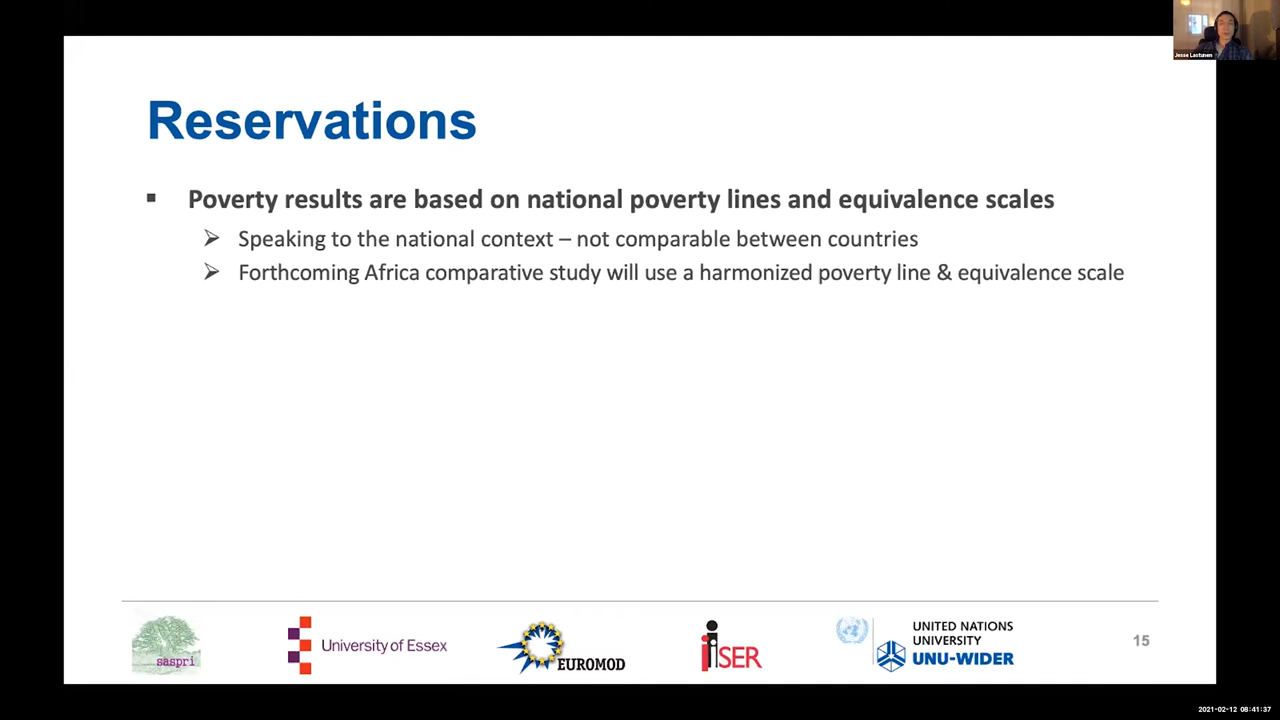 Jesse Lastunen
Reservations
▪ Poverty results are based on national poverty lines and equivalence scales
➢ Speaking to the national context – not comparable between countries
➢ Forthcoming Africa comparative study will use a harmonized poverty line & equivalence scale
saspri
University of Essex
EUROMOD
iSER
UNITED NATIONS
UNIVERSITY
UNU-WIDER
15
2021-02-12 08:41:37